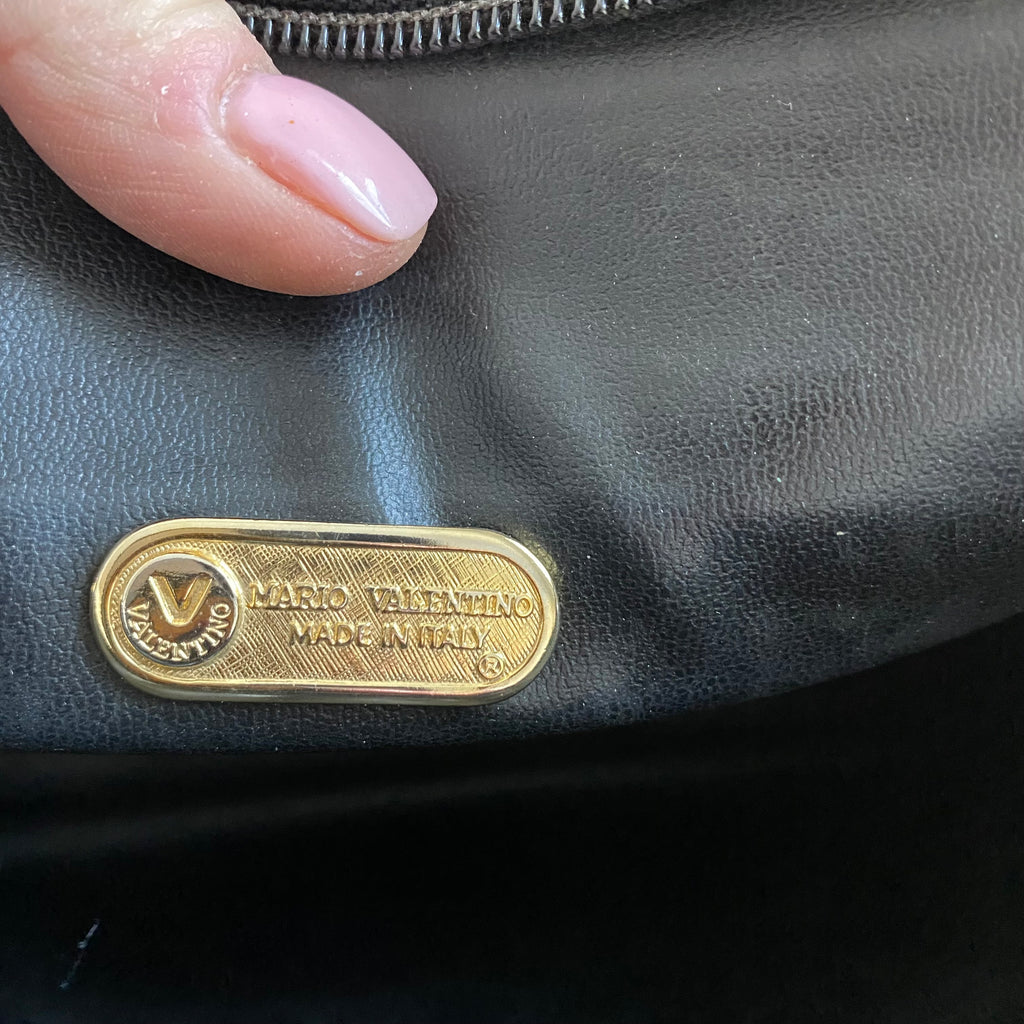 V
VALENTINO
MARIO VALENTINO
MADE IN ITALY
®